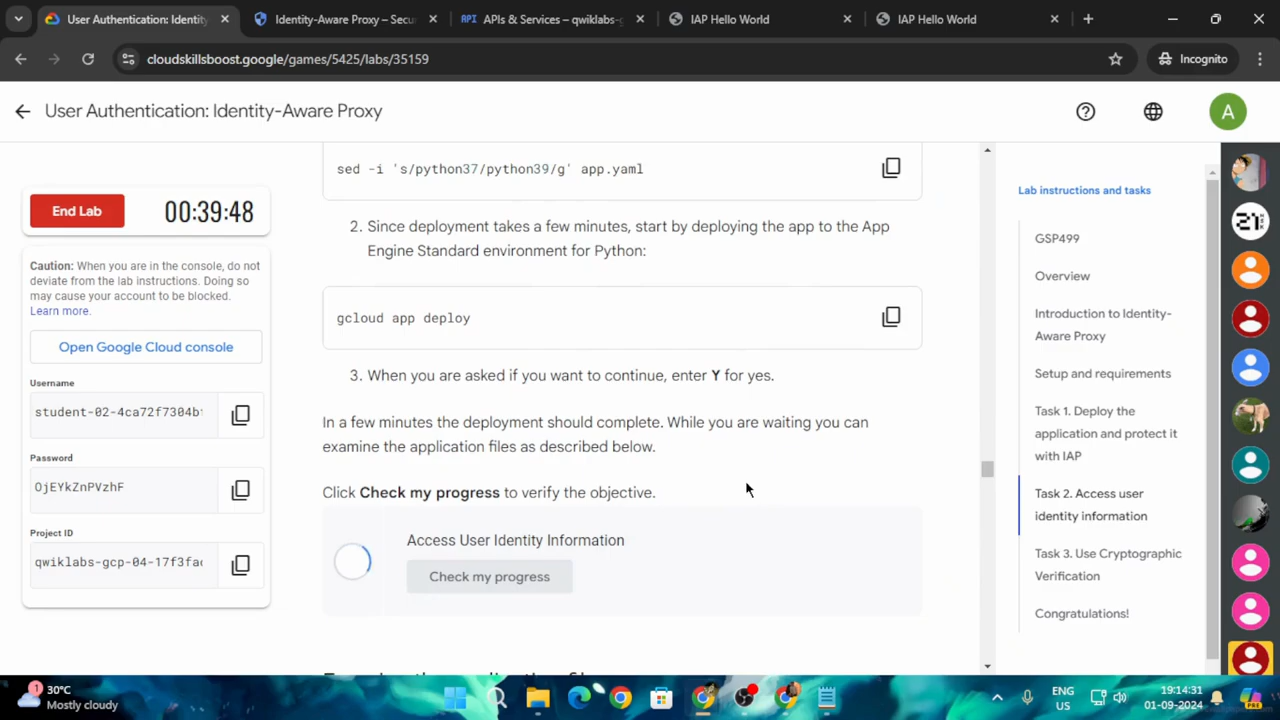 User Authentication: Identity
Identity-Aware Proxy – Secu
API APIs & Services – qwiklabs-g
IAP Hello World
IAP Hello World
cloudskillsboost.google/games/5425/labs/35159
Incognito
User Authentication: Identity-Aware Proxy
A
End Lab
00:39:48
Caution: When you are in the console, do not
deviate from the lab instructions. Doing so
may cause your account to be blocked.
Learn more.
Open Google Cloud console
Username
student-02-4ca72f7304b
Password
OjEYkZnPVzhF
Project ID
qwiklabs-gcp-04-17f3fa
sed -i 's/python37/python39/g' app.yaml
2. Since deployment takes a few minutes, start by deploying the app to the App
Engine Standard environment for Python:
gcloud app deploy
3. When you are asked if you want to continue, enter Y for yes.
In a few minutes the deployment should complete. While you are waiting you can
examine the application files as described below.
Click Check my progress to verify the objective.
Access User Identity Information
Check my progress
Lab instructions and tasks
GSP499
Overview
Introduction to Identity-
Aware Proxy
Setup and requirements
Task 1. Deploy the
application and protect it
with IAP
Task 2. Access user
identity information
Task 3. Use Cryptographic
Verification
Congratulations!
21
1
30°C
Mostly cloudy
ENG
US
19:14:31
01-09-2024
PRE